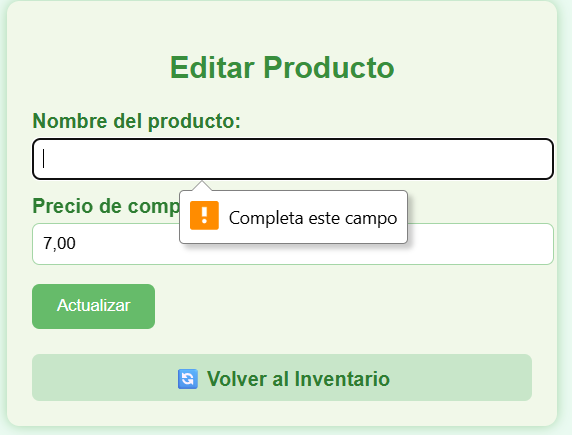 Editar Producto
Nombre del producto:
Precio de comp
Completa este campo
7,00
Actualizar
Volver al Inventario